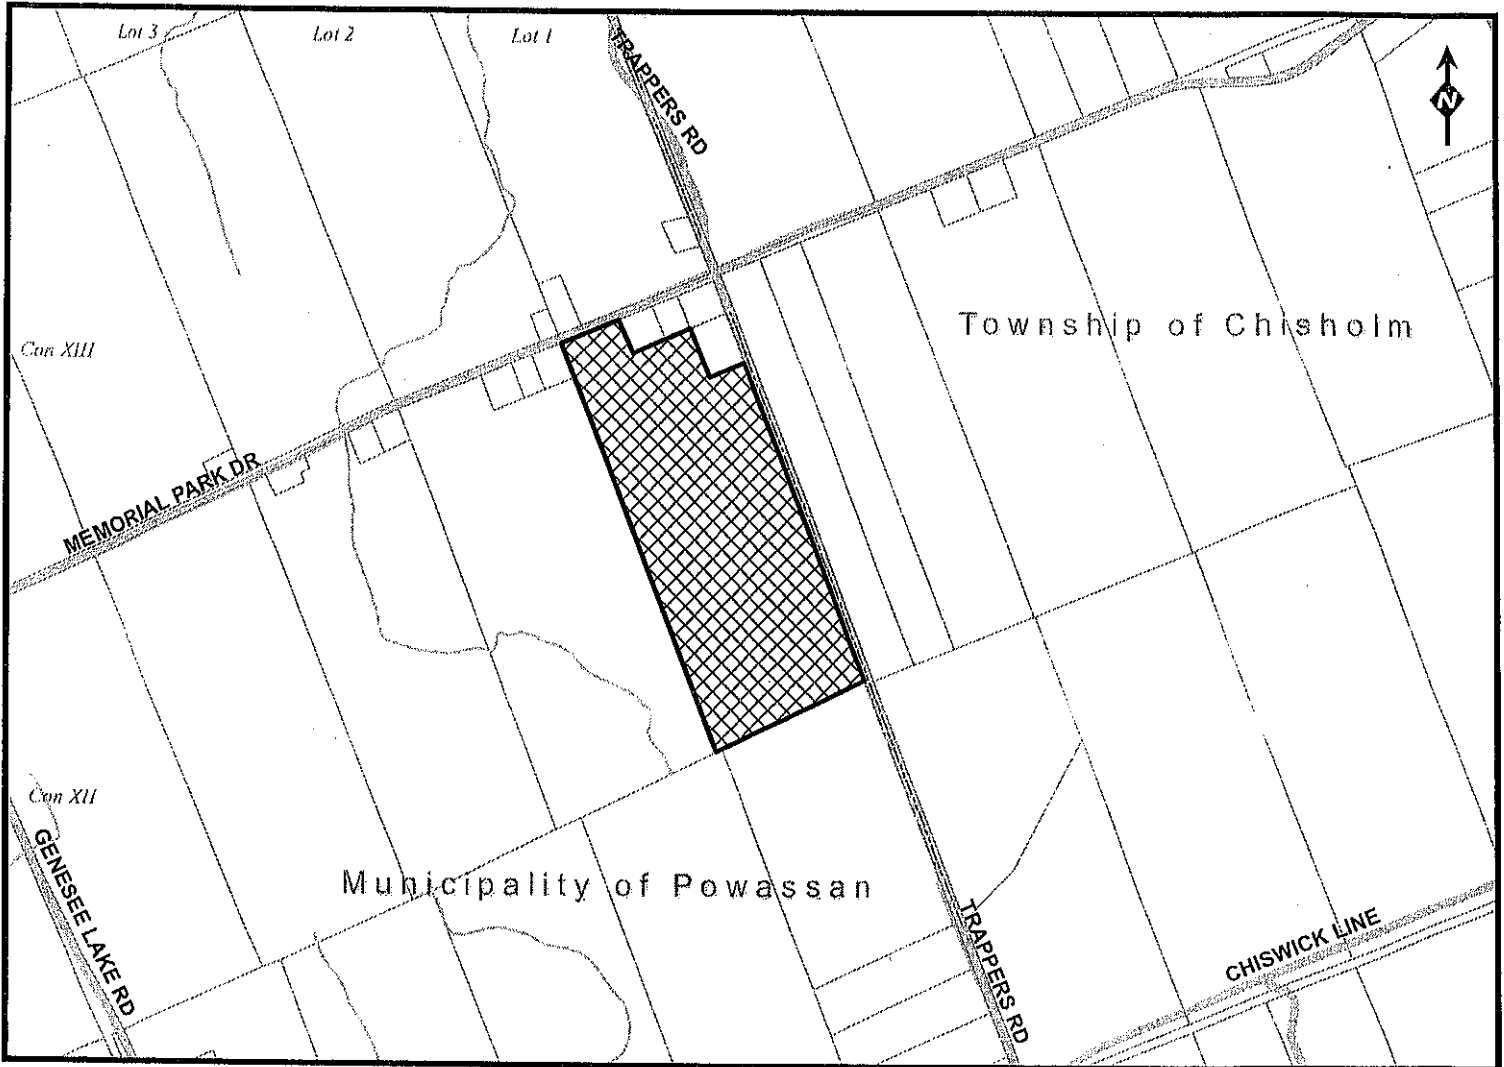 Lot 3
Lot 2
Lot 1
TRAPPERS RD
N
Township of Chisholm
Con XIII
MEMORIAL PARK DR
Con XII
GENESEE LAKE RD
Municipality of Powassan
TRAPPERS RD
CHISWICK LINE